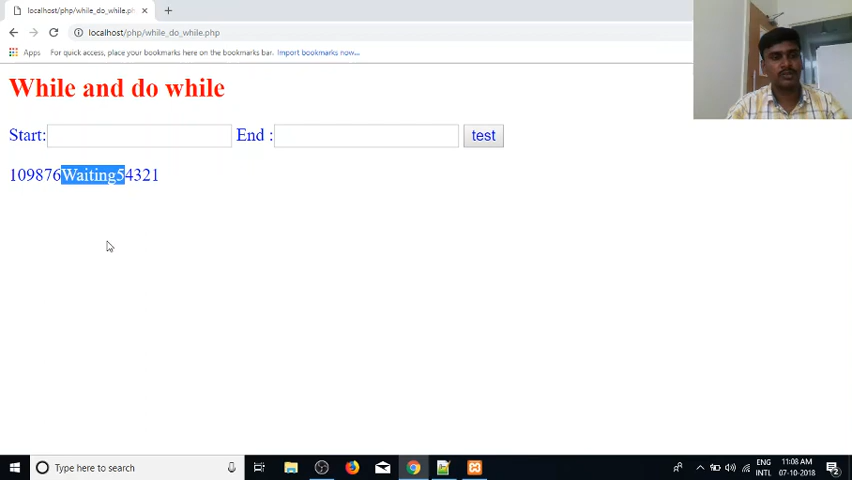 localhost/php/while_do_while.ph
localhost/php/while_do_while.php
Apps For quick access, place your bookmarks here on the bookmarks bar. Import bookmarks now...
While and do while
Start: End : test
109876Waiting54321
Type here to search
ENG 11:08 AM
INTL 07-10-2018
2